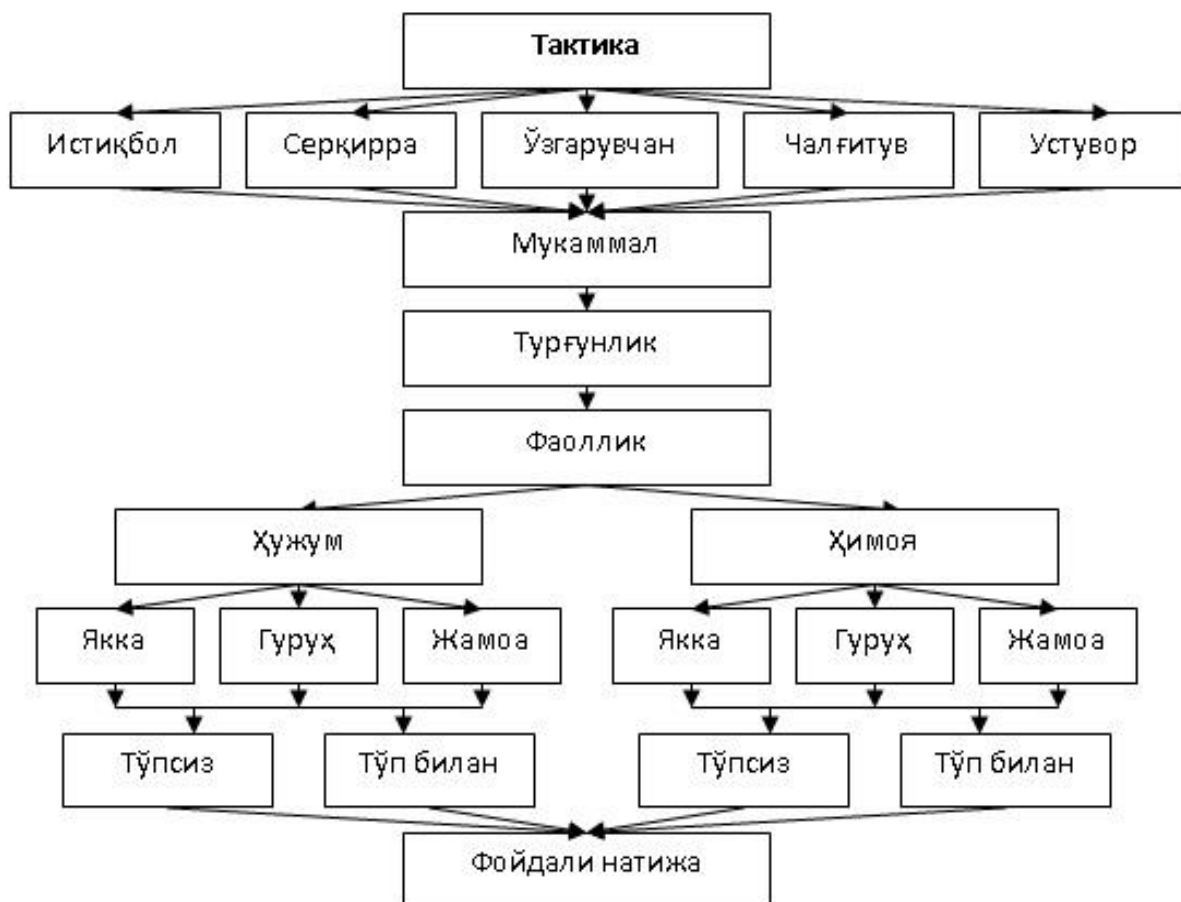 Тактика
Истиқбол
Серқирра
Ўзгарувчан
Чалғитув
Устувор
Мукаммал
Турғунлик
Фаоллик
Ҳужум
Ҳимоя
Якка
Гуруҳ
Жамоа
Якка
Гуруҳ
Жамоа
Тўпсиз
Тўп билан
Тўпсиз
Тўп билан
Фойдали натижа